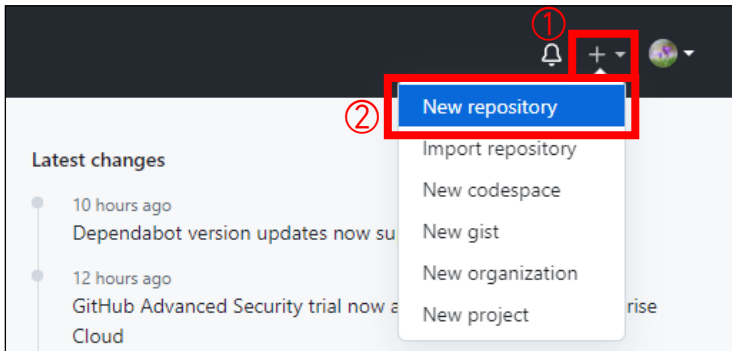 ①
+
②
New repository
Import repository
New codespace
New gist
New organization
New project
Latest changes
10 hours ago
Dependabot version updates now su
12 hours ago
GitHub Advanced Security trial now a
rise
Cloud